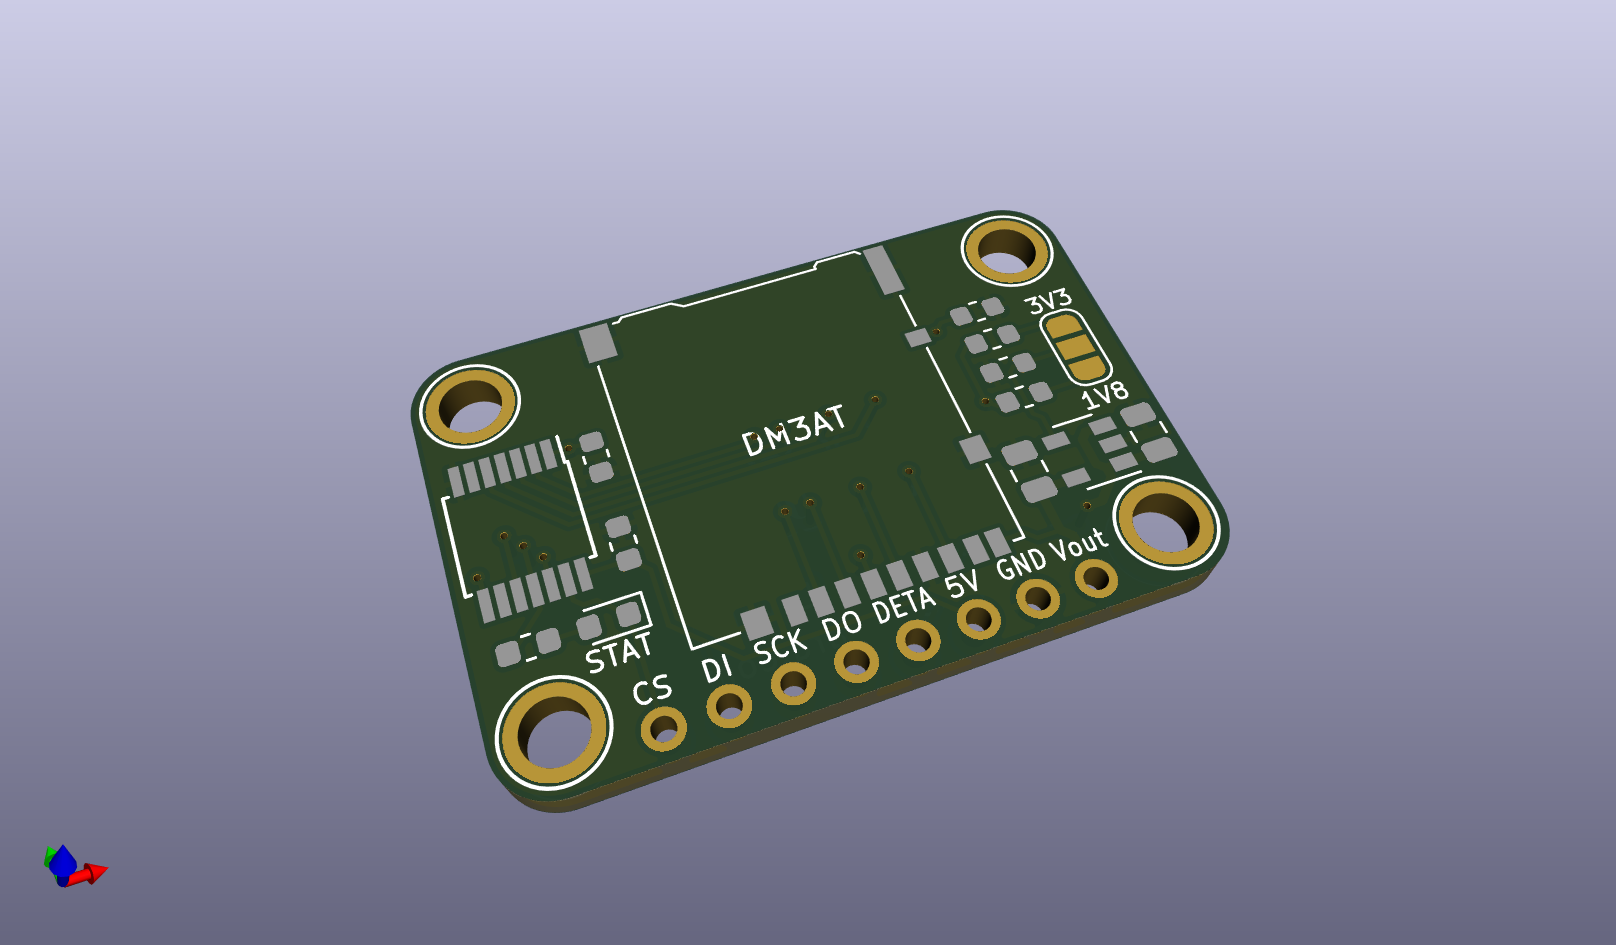 3V3
1V8
DM3AT
STAT
CS DI SCK DO DETA 5V GND Vout